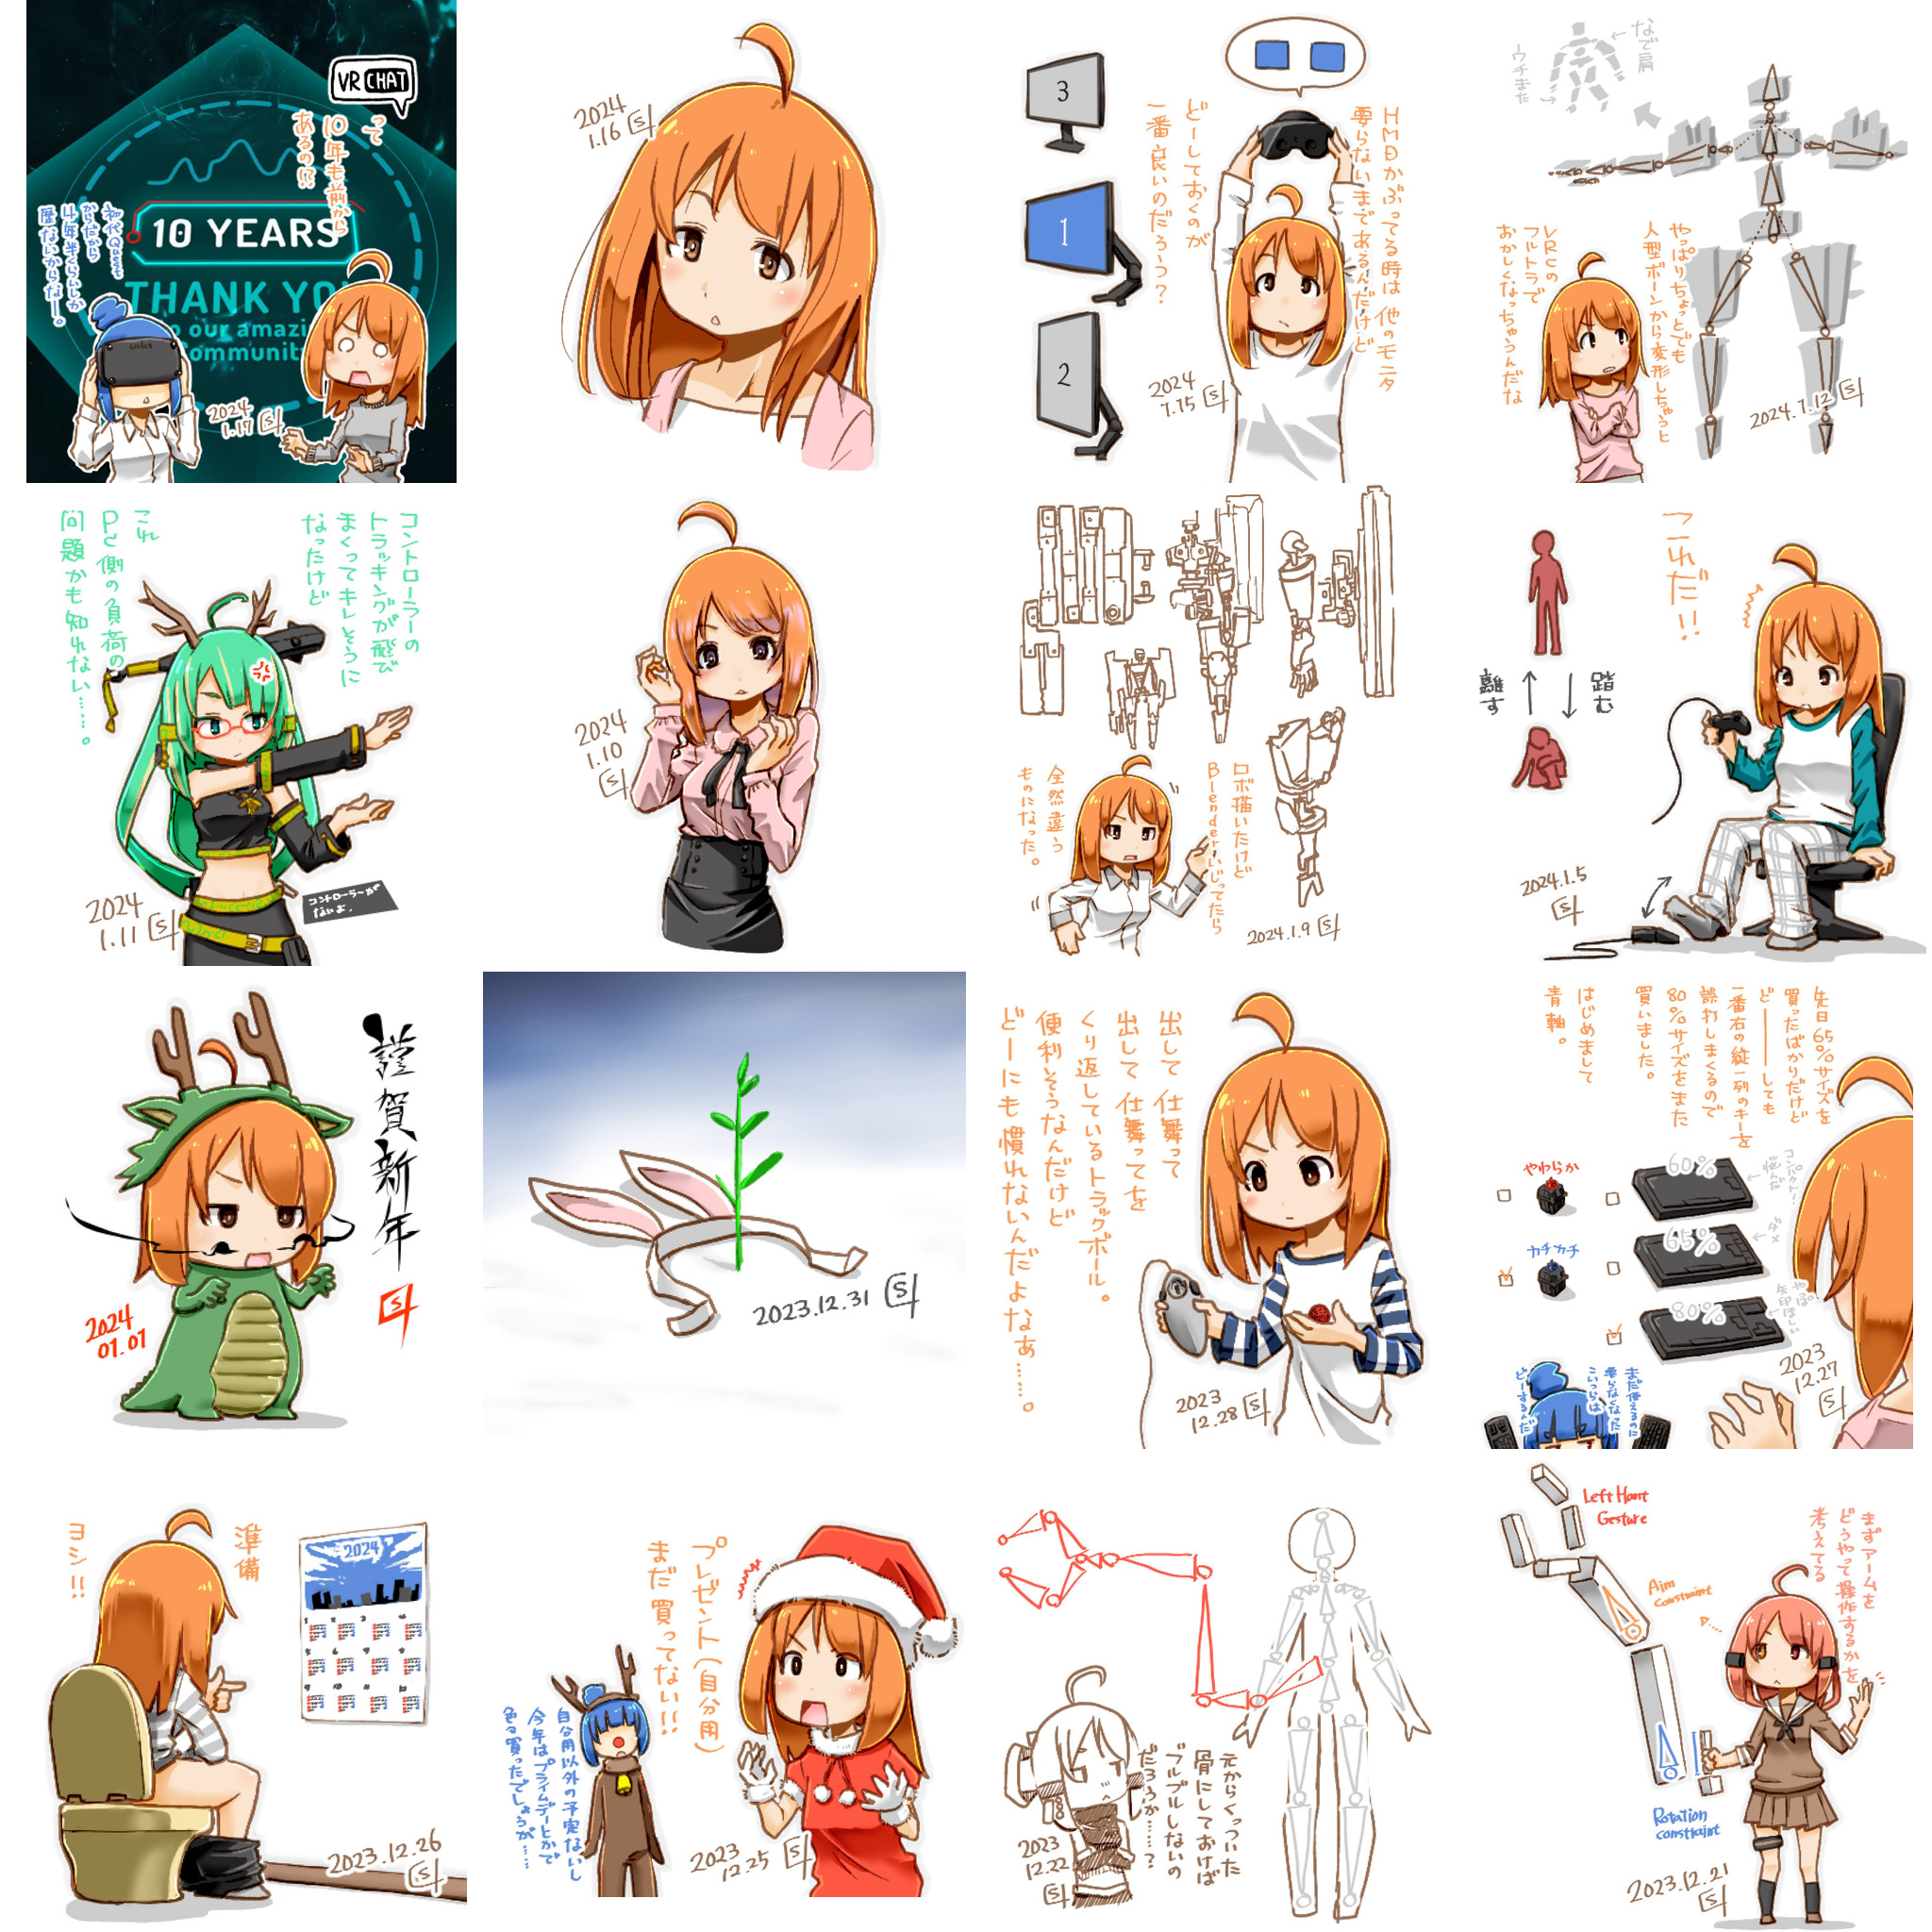 VRCHAT
って
10年も前から
あるの!?
10 YEARS
THANK YOU
to our amazing
community
初代Quest
からだから
4年半くらいしか
歴ないからなー。
oculus
2024
1.17
2024
1.16
3
1
2
HMDかぶってる時は他のモニタ
要らないまであるんだけど
どーしておくのが
一番良いのだろうか?
2024
1.15
なで肩
ウチまた
やっぱりちょっとでも
人型ボーンから変形しちゃうと
VRCの
フルトラで
おかしくなっちゃうんだな
2024.1.12
コントローラーの
トラッキングが飛び
まくってキレそうに
なったけど
これ
PC側の負荷の
問題かも知れない……。
コントローラーが
ないよ.
2024
1.11
2024
1.10
ロボ描いたけど
Blenderいじってたら
全然違う
ものになった。
2024.1.9
これだ!!
離す
踏む
2024.1.5
謹賀新年
2024
01.01
2023.12.31
出して仕舞って
出して仕舞ってを
くり返しているトラックボール。
便利そうなんだけど
どーにも慣れないんだよなぁ……。
2023
12.28
先日65%サイズを
買ったばかりだけど
どーーーしても
一番右の縦一列のキーを
誤打しまくるので
80%サイズをまた
買いました。
はじめまして
青軸。
やわらか
カチカチ
60%
65%
80%
まだ使えるのに
要らなくなった
こいつらは
どーするんだ
2023
12.27
準備
ヨシ!!
2024
2023.12.26
プレゼント(自分用)
まだ買ってない!!
自分用以外の予定ないし
今年はプライムデーとかで
色々買ったでしょうが……
2023
12.25
元からくっついた
骨にしておけば
ブルブルしないの
だろうか……?
2023
12.22
まずアームを
どうやって操作するかを
考えてる
Left Hant
Gesture
Aim
constraint
Rotation
constraint
2023.12.21